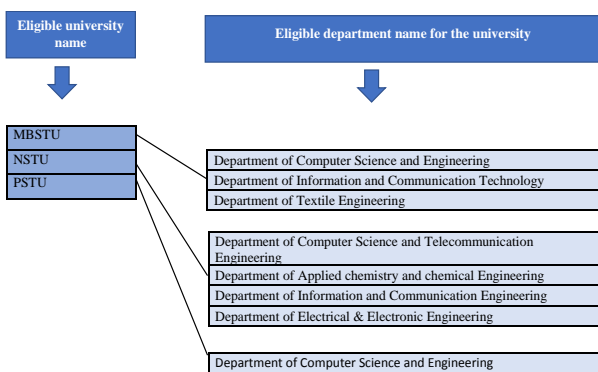 Eligible university
name
Eligible department name for the university
MBSTU
NSTU
PSTU
Department of Computer Science and Engineering
Department of Information and Communication Technology
Department of Textile Engineering
Department of Computer Science and Telecommunication
Engineering
Department of Applied chemistry and chemical Engineering
Department of Information and Communication Engineering
Department of Electrical & Electronic Engineering
Department of Computer Science and Engineering